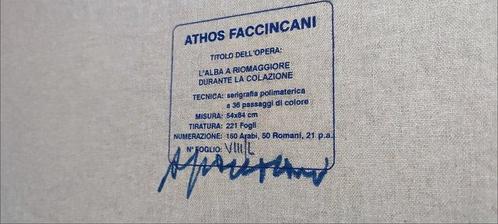 ATHOS FACCINCANI
TITOLO DELL'OPERA:
L'ALBA A RIOMAGGIORE
DURANTE LA COLAZIONE
TECNICA: serigrafia polimaterica
a 36 passaggi di colore
MISURA: 54x84 cm
TIRATURA: 221 Fogli
NUMERAZIONE: 150 Arabi, 50 Romani, 21 p.a.
N° FOGLIO: VIII/L